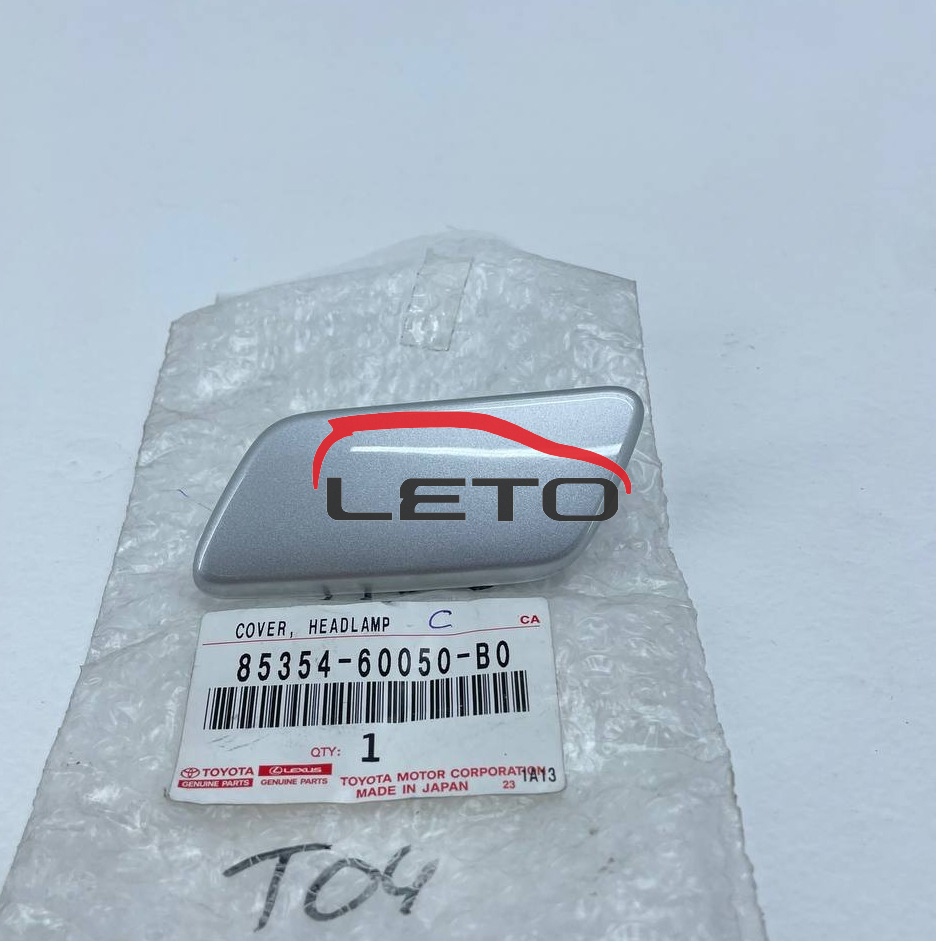 LETO
COVER, HEADLAMP C CA
85354-60050-B0
QTY: 1
TOYOTA LEXUS
GENUINE PARTS GENUINE PARTS
TOYOTA MOTOR CORPORATION 1A13
MADE IN JAPAN 23
T04